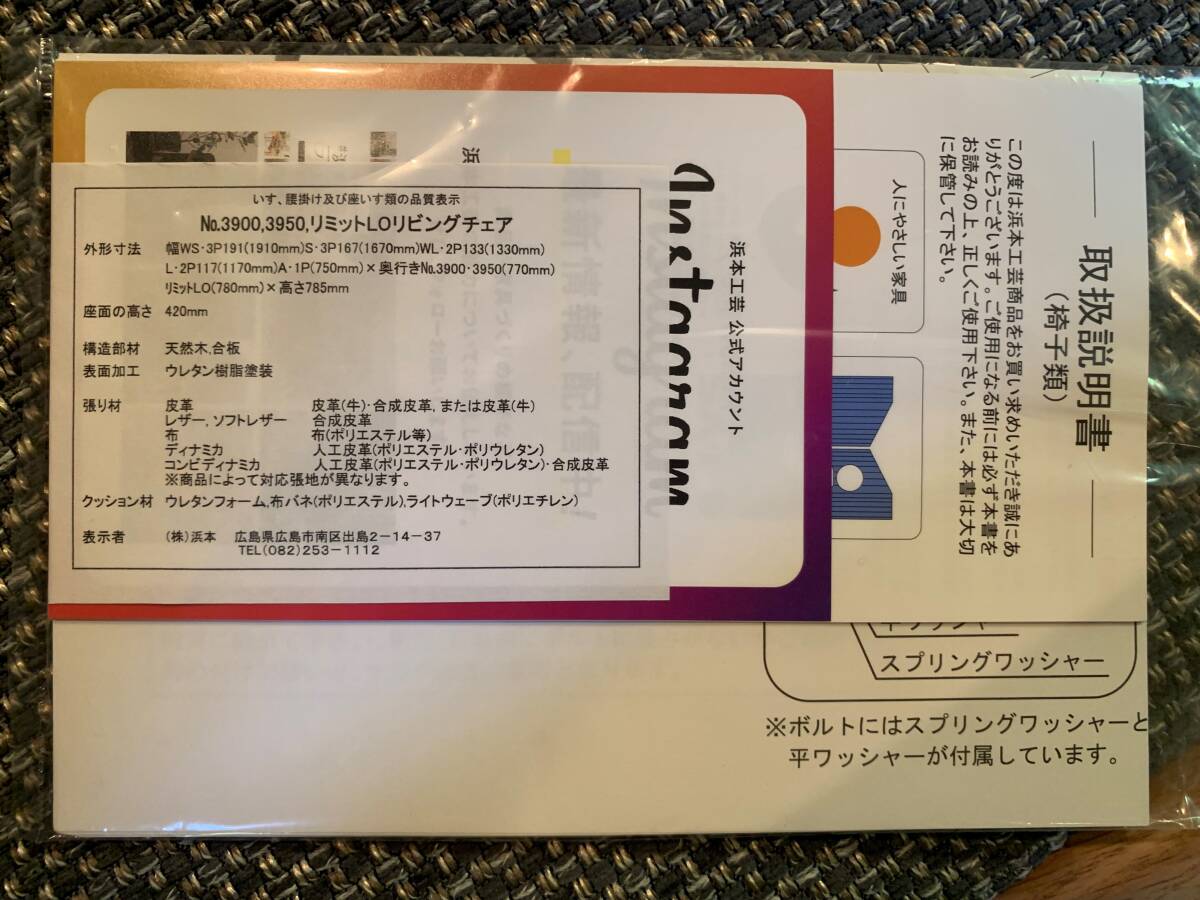 いす、腰掛け及び座いす類の品質表示
№3900,3950,リミットLOリビングチェア
外形寸法 幅WS・3P191(1910mm)S・3P167(1670mm)WL・2P133(1330mm)
L・2P117(1170mm)A・1P(750mm)×奥行き№3900・3950(770mm)
リミットLO(780mm)×高さ785mm
座面の高さ 420mm
構造部材 天然木,合板
表面加工 ウレタン樹脂塗装
張り材 皮革 皮革(牛)・合成皮革, または皮革(牛)
レザー, ソフトレザー 合成皮革
布 布(ポリエステル等)
ディナミカ 人工皮革(ポリエステル・ポリウレタン)
コンビディナミカ 人工皮革(ポリエステル・ポリウレタン)・合成皮革
※商品によって対応張地が異なります。
クッション材 ウレタンフォーム,布バネ(ポリエステル),ライトウェーブ(ポリエチレン)
表示者 (株)浜本 広島県広島市南区出島2-14-37
TEL(082)253-1112
浜本工芸 公式アカウント
Instagram
取扱説明書
(椅子類)
この度は浜本工芸商品をお買い求めいただき誠にあ
りがとうございます。ご使用になる前には必ず本書を
お読みの上、正しくご使用下さい。また、本書は大切
に保管して下さい。
人にやさしい家具
平ワッシャー
スプリングワッシャー
※ボルトにはスプリングワッシャーと
平ワッシャーが付属しています。